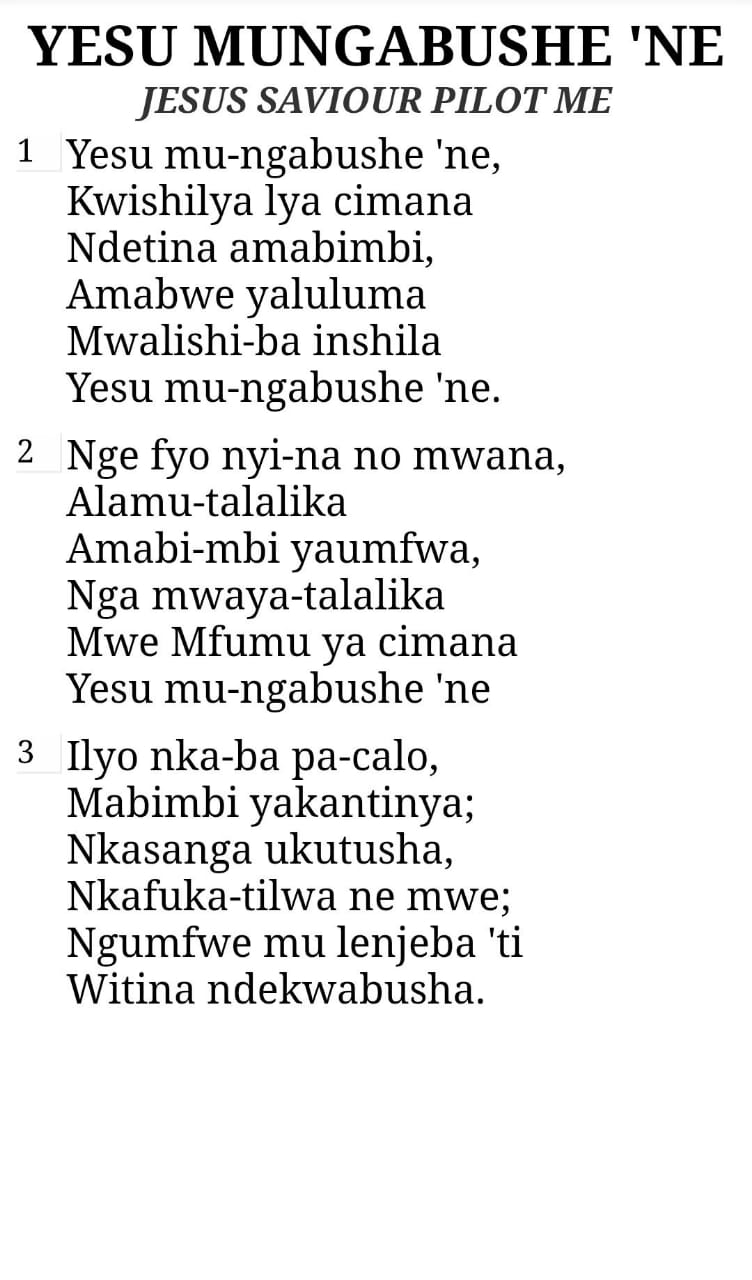 YESU MUNGABUSHE 'NE
JESUS SAVIOUR PILOT ME
1 Yesu mu-ngabushe 'ne,
Kwishilya lya cimana
Ndetina amabimbi,
Amabwe yaluluma
Mwalishi-ba inshila
Yesu mu-ngabushe 'ne.
2 Nge fyo nyi-na no mwana,
Alamu-talalika
Amabi-mbi yaumfwa,
Nga mwaya-talalika
Mwe Mfumu ya cimana
Yesu mu-ngabushe 'ne
3 Ilyo nka-ba pa-calo,
Mabimbi yakantinya;
Nkasanga ukutusha,
Nkafuka-tilwa ne mwe;
Ngumfwe mu lenjeba 'ti
Witina ndekwabusha.